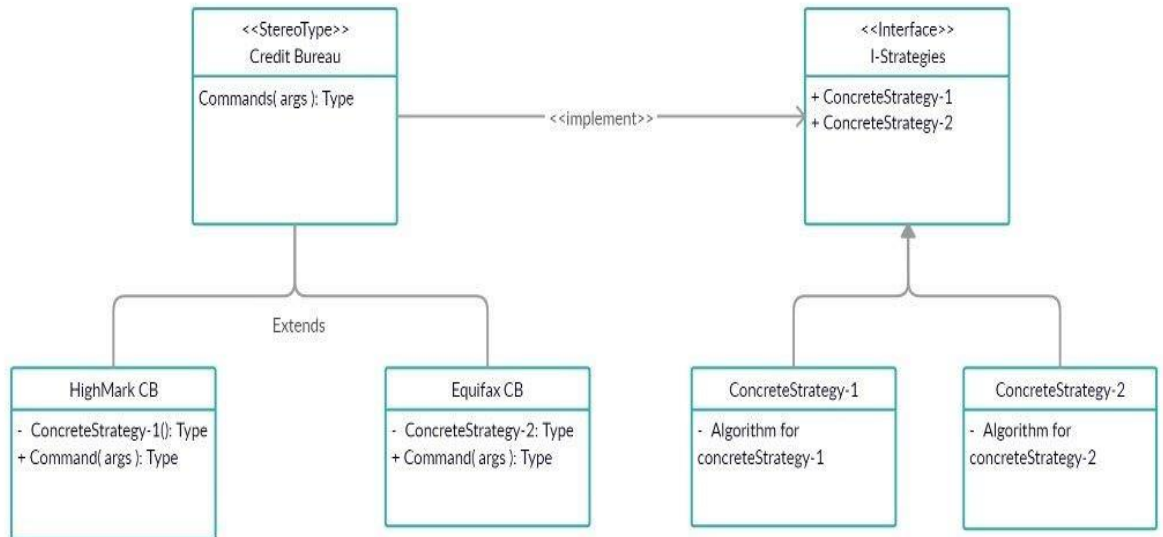 <<StereoType>>
Credit Bureau
Commands( args ): Type
<<implement>>
<<Interface>>
I-Strategies
+ ConcreteStrategy-1
+ ConcreteStrategy-2
Extends
HighMark CB
- ConcreteStrategy-1(): Type
+ Command( args ): Type
Equifax CB
- ConcreteStrategy-2: Type
+ Command( args ): Type
ConcreteStrategy-1
- Algorithm for
concreteStrategy-1
ConcreteStrategy-2
- Algorithm for
concreteStrategy-2